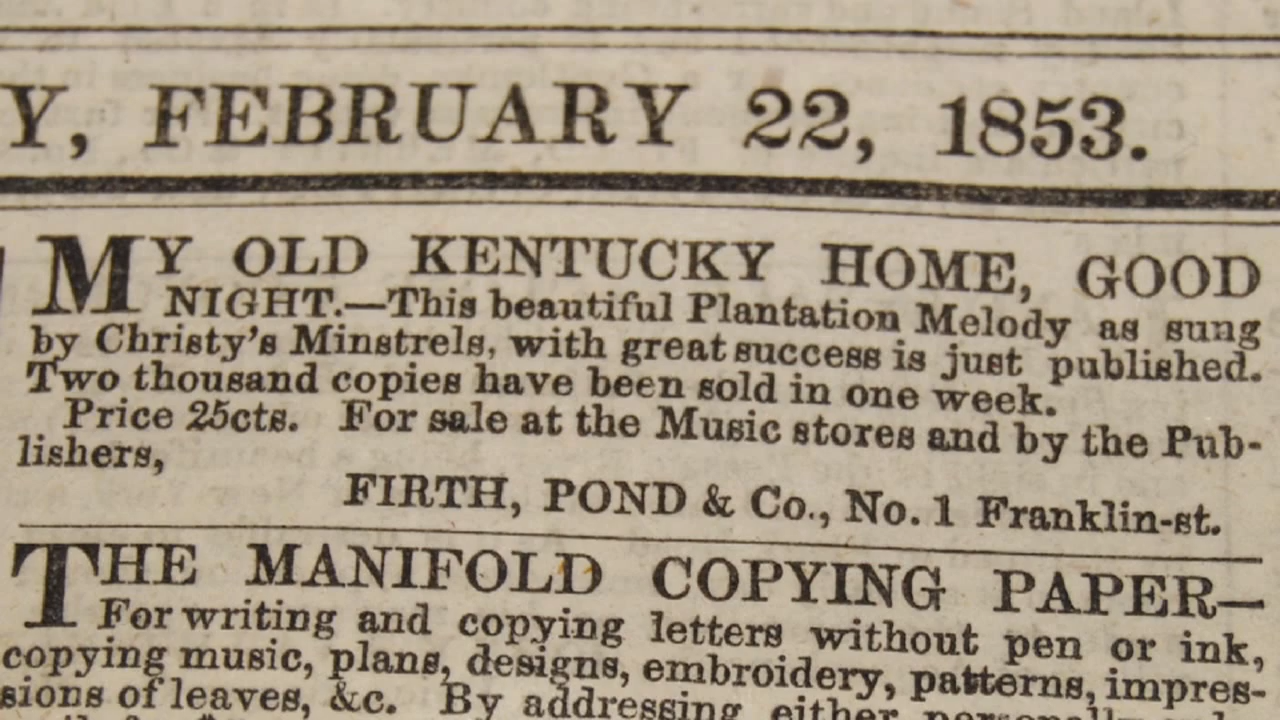 Y, FEBRUARY 22, 1853.
MY OLD KENTUCKY HOME, GOOD
NIGHT.—This beautiful Plantation Melody as sung
by Christy's Minstrels, with great success is just published.
Two thousand copies have been sold in one week.
Price 25cts. For sale at the Music stores and by the Pub-
lishers,
FIRTH, POND & Co., No. 1 Franklin-st.
THE MANIFOLD COPYING PAPER—
For writing and copying letters without pen or ink,
copying music, plans, designs, embroidery, patterns, impres-
sions of leaves, &c. By addressing either